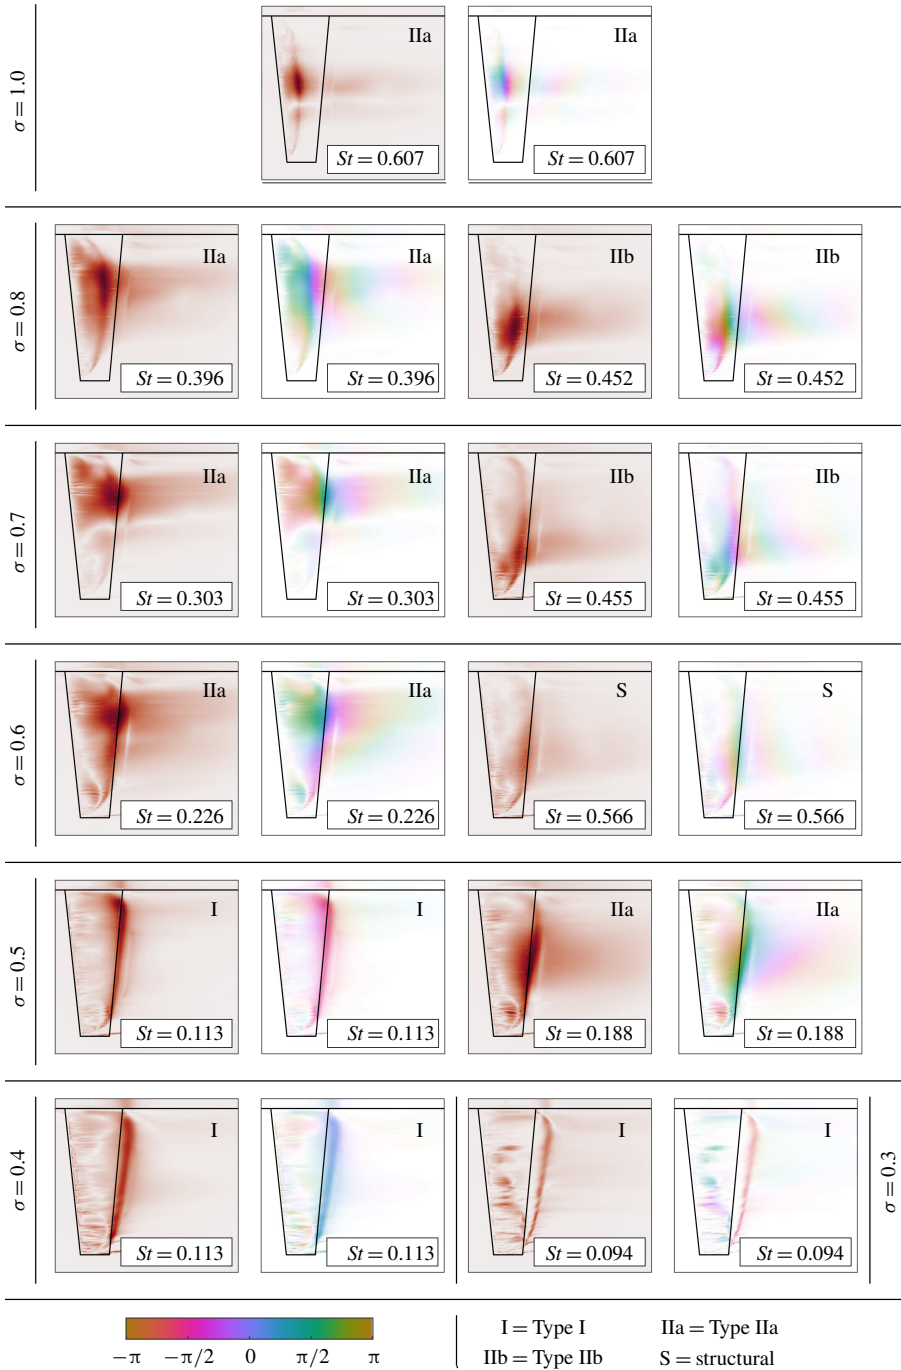 σ = 1.0
IIa
IIa
St = 0.607
St = 0.607
σ = 0.8
IIa
IIa
IIb
IIb
St = 0.396
St = 0.396
St = 0.452
St = 0.452
σ = 0.7
IIa
IIa
IIb
IIb
St = 0.303
St = 0.303
St = 0.455
St = 0.455
σ = 0.6
IIa
IIa
S
S
St = 0.226
St = 0.226
St = 0.566
St = 0.566
σ = 0.5
I
I
IIa
IIa
St = 0.113
St = 0.113
St = 0.188
St = 0.188
σ = 0.4
I
I
I
I
σ = 0.3
St = 0.113
St = 0.113
St = 0.094
St = 0.094
−π −π/2 0 π/2 π
I = Type I
IIa = Type IIa
IIb = Type IIb
S = structural